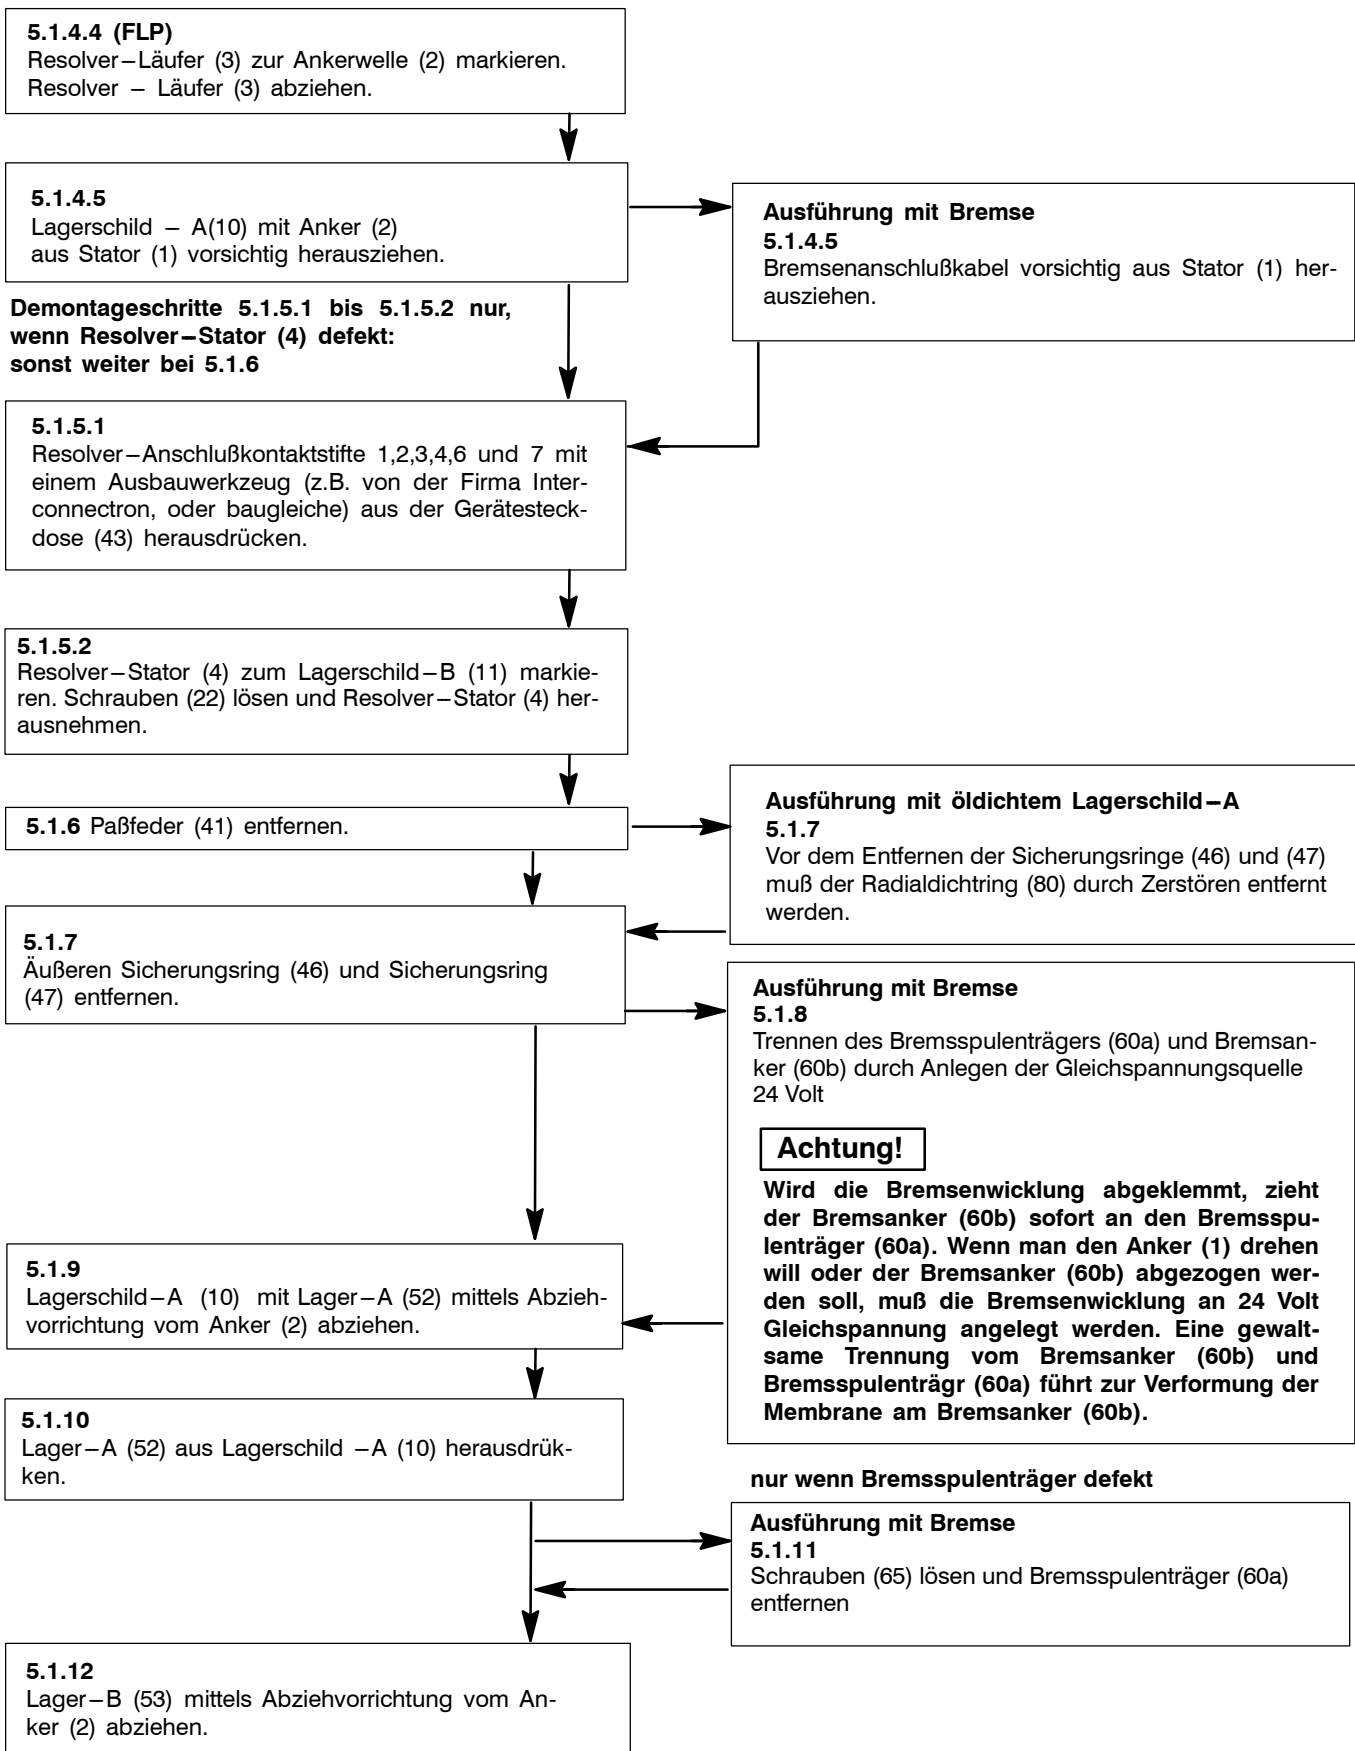 5.1.4.4 (FLP)
Resolver–Läufer (3) zur Ankerwelle (2) markieren.
Resolver – Läufer (3) abziehen.
5.1.4.5
Lagerschild – A(10) mit Anker (2)
aus Stator (1) vorsichtig herausziehen.
Ausführung mit Bremse
5.1.4.5
Bremsenanschlußkabel vorsichtig aus Stator (1) her-
ausziehen.
Demontageschritte 5.1.5.1 bis 5.1.5.2 nur,
wenn Resolver–Stator (4) defekt:
sonst weiter bei 5.1.6
5.1.5.1
Resolver–Anschlußkontaktstifte 1,2,3,4,6 und 7 mit
einem Ausbauwerkzeug (z.B. von der Firma Inter-
connectron, oder baugleiche) aus der Gerätesteck-
dose (43) herausdrücken.
5.1.5.2
Resolver–Stator (4) zum Lagerschild–B (11) markie-
ren. Schrauben (22) lösen und Resolver–Stator (4) her-
ausnehmen.
5.1.6 Paßfeder (41) entfernen.
Ausführung mit öldichtem Lagerschild–A
5.1.7
Vor dem Entfernen der Sicherungsringe (46) und (47)
muß der Radialdichtring (80) durch Zerstören entfernt
werden.
5.1.7
Äußeren Sicherungsring (46) und Sicherungsring
(47) entfernen.
Ausführung mit Bremse
5.1.8
Trennen des Bremsspulenträgers (60a) und Bremsan-
ker (60b) durch Anlegen der Gleichspannungsquelle
24 Volt
Achtung!
Wird die Bremsenwicklung abgeklemmt, zieht
der Bremsanker (60b) sofort an den Bremsspu-
lenträger (60a). Wenn man den Anker (1) drehen
will oder der Bremsanker (60b) abgezogen wer-
den soll, muß die Bremsenwicklung an 24 Volt
Gleichspannung angelegt werden. Eine gewalt-
same Trennung vom Bremsanker (60b) und
Bremsspulenträgr (60a) führt zur Verformung der
Membrane am Bremsanker (60b).
5.1.9
Lagerschild–A (10) mit Lager–A (52) mittels Abzieh-
vorrichtung vom Anker (2) abziehen.
5.1.10
Lager–A (52) aus Lagerschild –A (10) herausdrük-
ken.
nur wenn Bremsspulenträger defekt
Ausführung mit Bremse
5.1.11
Schrauben (65) lösen und Bremsspulenträger (60a)
entfernen
5.1.12
Lager–B (53) mittels Abziehvorrichtung vom An-
ker (2) abziehen.